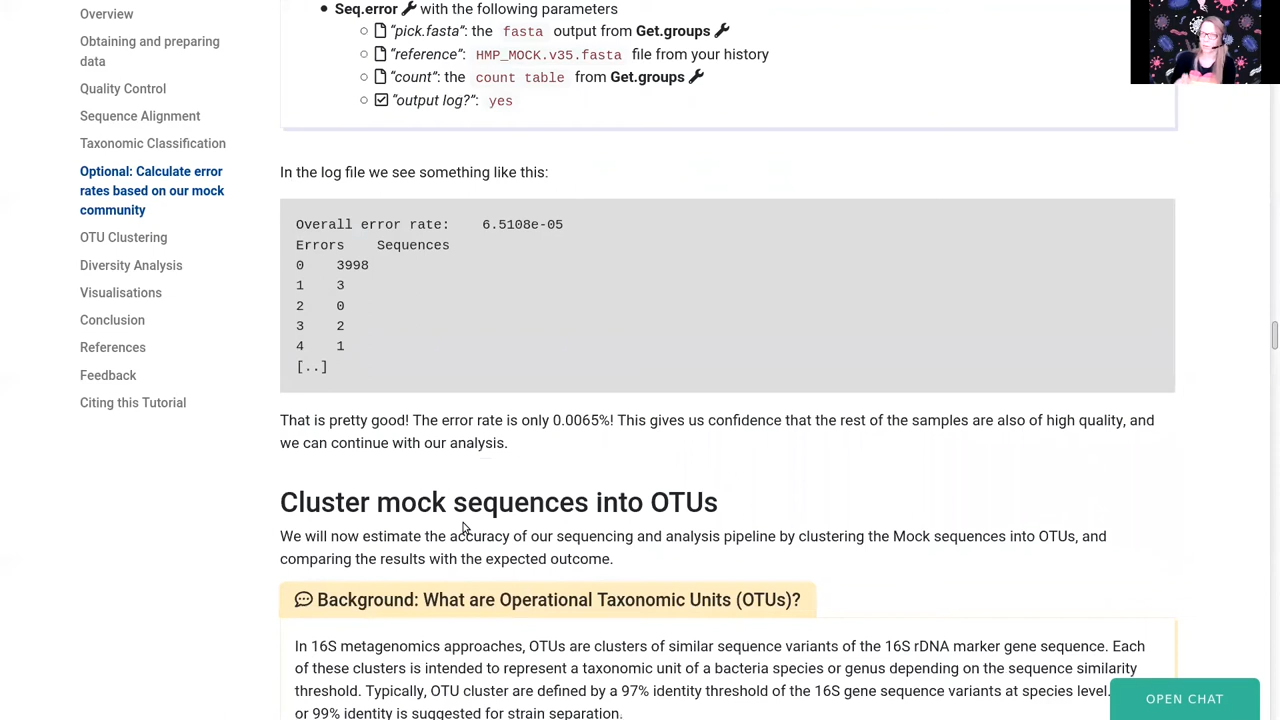 Overview
Obtaining and preparing
data
Quality Control
Sequence Alignment
Taxonomic Classification
Optional: Calculate error
rates based on our mock
community
OTU Clustering
Diversity Analysis
Visualisations
Conclusion
References
Feedback
Citing this Tutorial
Seq.error with the following parameters
"pick.fasta": the fasta output from Get.groups
"reference": HMP_MOCK.v35.fasta file from your history
"count": the count table from Get.groups
"output log?": yes
In the log file we see something like this:
Overall error rate: 6.5108e-05
Errors Sequences
0 3998
1 3
2 0
3 2
4 1
[..]
That is pretty good! The error rate is only 0.0065%! This gives us confidence that the rest of the samples are also of high quality, and
we can continue with our analysis.
Cluster mock sequences into OTUs
We will now estimate the accuracy of our sequencing and analysis pipeline by clustering the Mock sequences into OTUs, and
comparing the results with the expected outcome.
Background: What are Operational Taxonomic Units (OTUs)?
In 16S metagenomics approaches, OTUs are clusters of similar sequence variants of the 16S rDNA marker gene sequence. Each
of these clusters is intended to represent a taxonomic unit of a bacteria species or genus depending on the sequence similarity
threshold. Typically, OTU cluster are defined by a 97% identity threshold of the 16S gene sequence variants at species level.
or 99% identity is suggested for strain separation.
OPEN CHAT